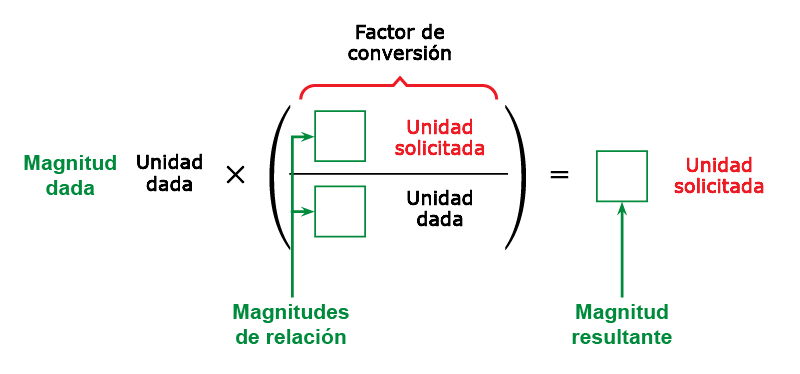 Factor de
conversión
Magnitud
dada
Unidad
dada
×
(
Unidad
solicitada
Unidad
dada
)
=
Unidad
solicitada
Magnitudes
de relación
Magnitud
resultante